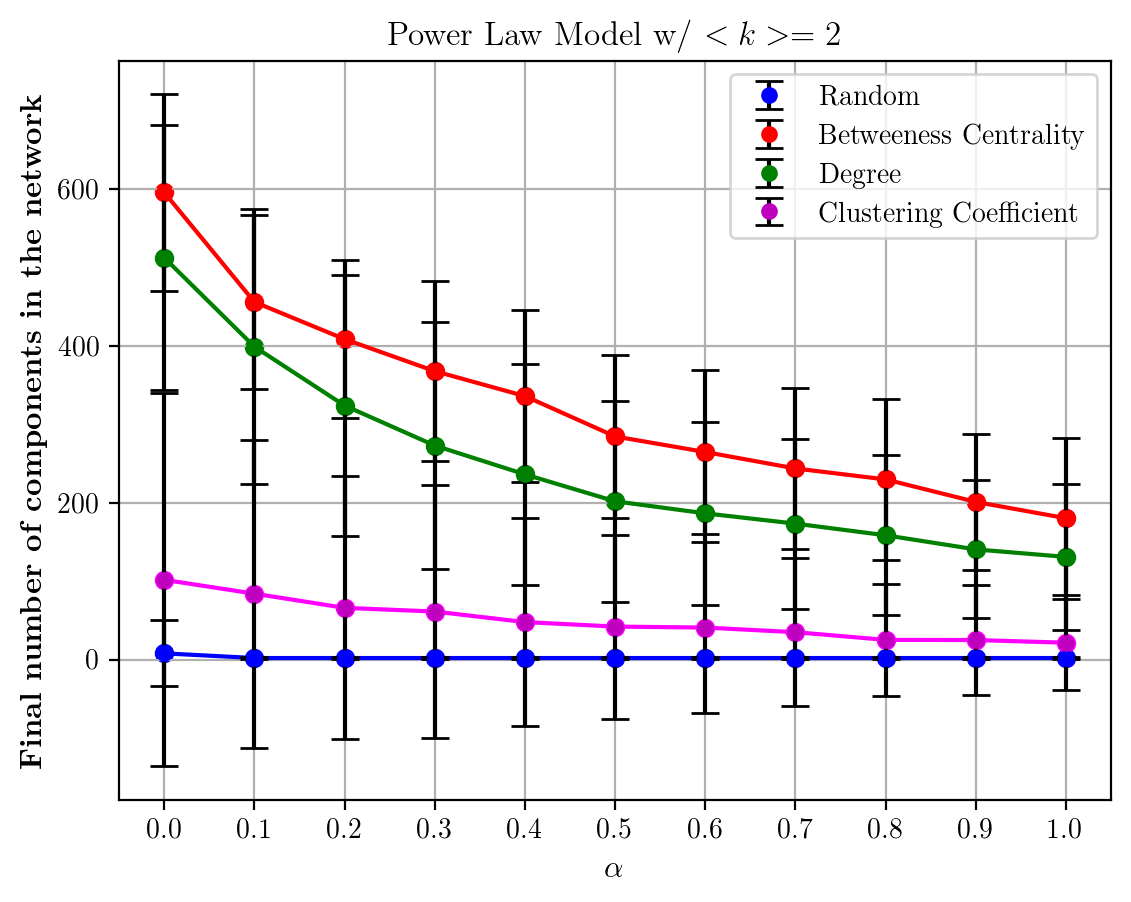 Power Law Model w/ < k >= 2
Random
Betweeness Centrality
Degree
Clustering Coefficient
Final number of components in the network
600
400
200
0
0.0 0.1 0.2 0.3 0.4 0.5 0.6 0.7 0.8 0.9 1.0
α